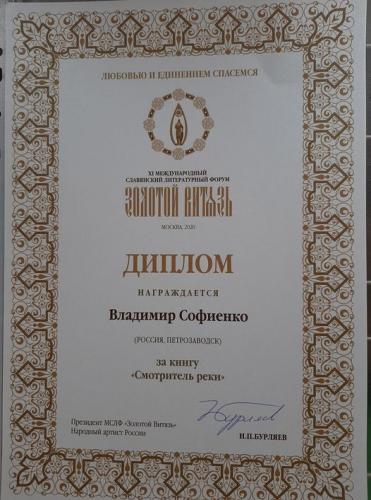 ЛЮБОВЬЮ И ЕДИНЕНИЕМ СПАСЕМСЯ
XI МЕЖДУНАРОДНЫЙ
СЛАВЯНСКИЙ ЛИТЕРАТУРНЫЙ ФОРУМ
ЗОЛОТОЙ ВИТЯЗЬ
МОСКВА, 2020
ДИПЛОМ
НАГРАЖДАЕТСЯ
Владимир Софиенко
(РОССИЯ, ПЕТРОЗАВОДСК)
за книгу
«Смотритель реки»
Президент МСЛФ «Золотой Витязь»
Народный артист России
И.П.БУРЛЯЕВ